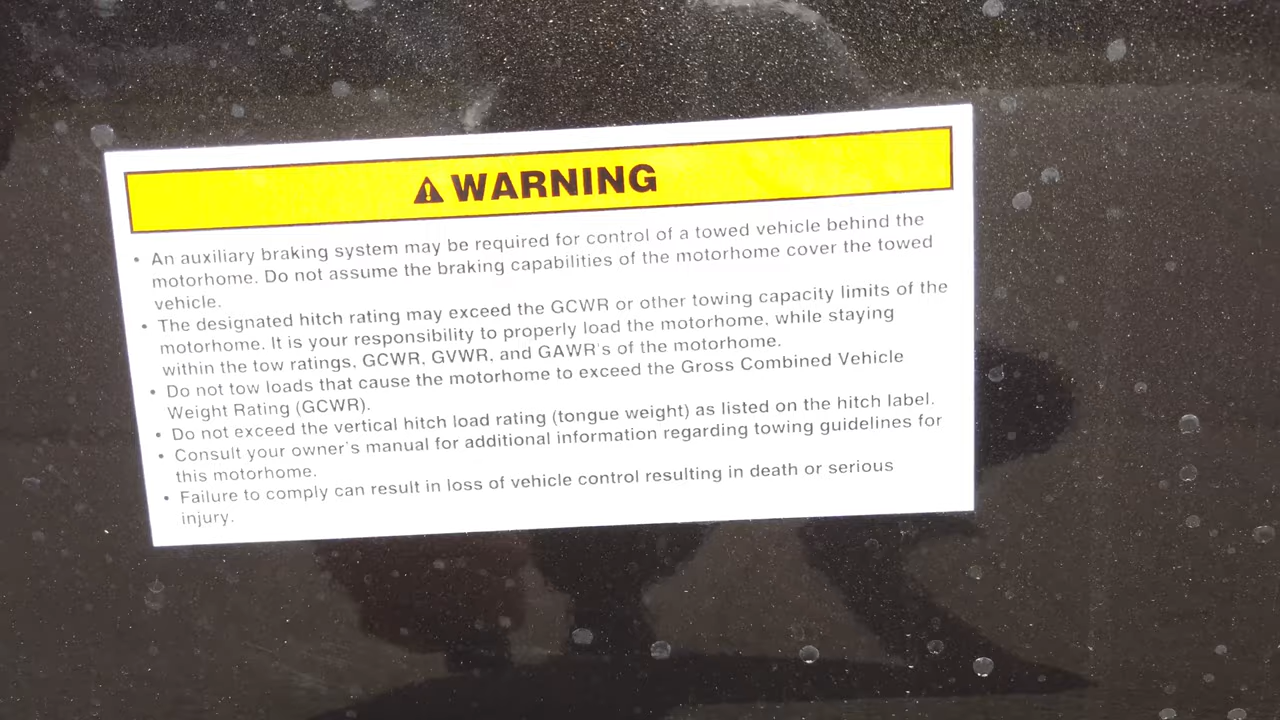 WARNING
• An auxiliary braking system may be required for control of a towed vehicle behind the
motorhome. Do not assume the braking capabilities of the motorhome cover the towed
vehicle.
• The designated hitch rating may exceed the GCWR or other towing capacity limits of the
motorhome. It is your responsibility to properly load the motorhome, while staying
within the tow ratings, GCWR, GVWR, and GAWR's of the motorhome.
• Do not tow loads that cause the motorhome to exceed the Gross Combined Vehicle
Weight Rating (GCWR).
• Do not exceed the vertical hitch load rating (tongue weight) as listed on the hitch label.
• Consult your owner's manual for additional information regarding towing guidelines for
this motorhome.
• Failure to comply can result in loss of vehicle control resulting in death or serious
injury.